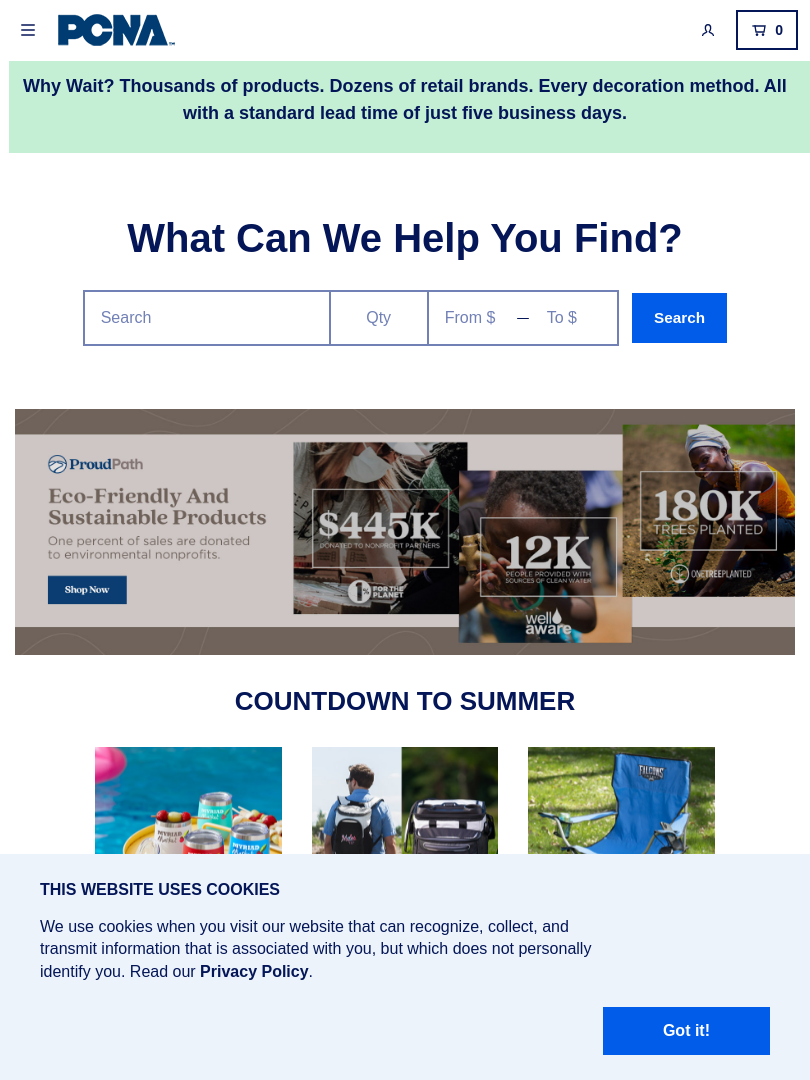 PCNA™
0
Why Wait? Thousands of products. Dozens of retail brands. Every decoration method. All
with a standard lead time of just five business days.
What Can We Help You Find?
Search
Qty
From $ — To $
Search
ProudPath
Eco-Friendly And
Sustainable Products
One percent of sales are donated
to environmental nonprofits.
Shop Now
$445K
DONATED TO NONPROFIT PARTNERS
1%
FOR THE
PLANET
12K
PEOPLE PROVIDED WITH
SOURCES OF CLEAN WATER
well
aware
180K
TREES PLANTED
ONETREEPLANTED
COUNTDOWN TO SUMMER
MYRIAD
MYRIAD
FALCONS
THIS WEBSITE USES COOKIES
We use cookies when you visit our website that can recognize, collect, and
transmit information that is associated with you, but which does not personally
identify you. Read our Privacy Policy.
Got it!